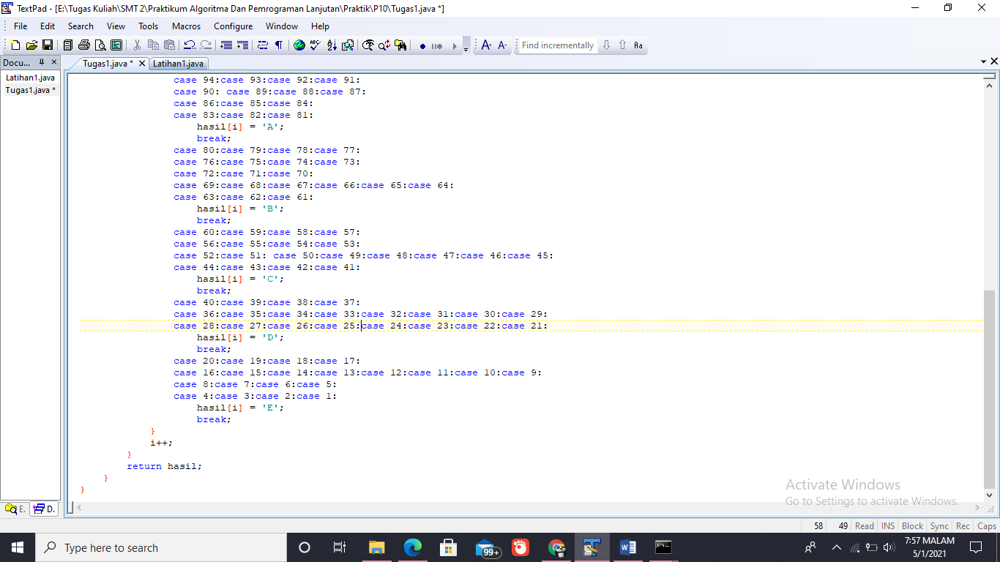 TextPad - [E:\Tugas Kuliah\SMT 2\Praktikum Algoritma Dan Pemrograman Lanjutan\Praktik\P10\Tugas1.java *]
File Edit Search View Tools Macros Configure Window Help
Find incrementally
Docu...
Tugas1.java *
Latihan1.java
Latihan1.java
Tugas1.java *
case 94:case 93:case 92:case 91:
case 90: case 89:case 88:case 87:
case 86:case 85:case 84:
case 83:case 82:case 81:
hasil[i] = 'A';
break;
case 80:case 79:case 78:case 77:
case 76:case 75:case 74:case 73:
case 72:case 71:case 70:
case 69:case 68:case 67:case 66:case 65:case 64:
case 63:case 62:case 61:
hasil[i] = 'B';
break;
case 60:case 59:case 58:case 57:
case 56:case 55:case 54:case 53:
case 52:case 51: case 50:case 49:case 48:case 47:case 46:case 45:
case 44:case 43:case 42:case 41:
hasil[i] = 'C';
break;
case 40:case 39:case 38:case 37:
case 36:case 35:case 34:case 33:case 32:case 31:case 30:case 29:
case 28:case 27:case 26:case 25:case 24:case 23:case 22:case 21:
hasil[i] = 'D';
break;
case 20:case 19:case 18:case 17:
case 16:case 15:case 14:case 13:case 12:case 11:case 10:case 9:
case 8:case 7:case 6:case 5:
case 4:case 3:case 2:case 1:
hasil[i] = 'E';
break;
}
i++;
}
return hasil;
}
}
Activate Windows
Go to Settings to activate Windows.
E. D.
58 49 Read INS Block Sync Rec Caps
Type here to search
99+
7:57 MALAM
5/1/2021